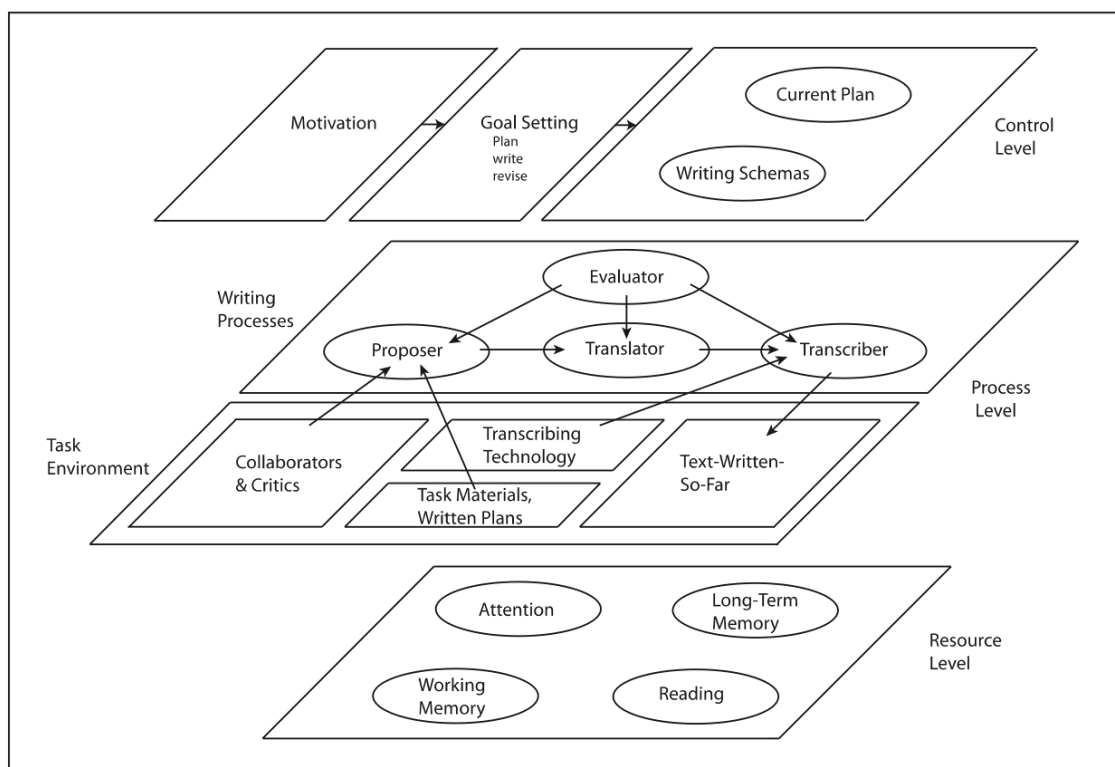 Motivation
Goal Setting
Plan
write
revise
Current Plan
Writing Schemas
Control
Level
Writing
Processes
Evaluator
Proposer
Translator
Transcriber
Process
Level
Task
Environment
Collaborators
& Critics
Transcribing
Technology
Task Materials,
Written Plans
Text-Written-
So-Far
Attention
Long-Term
Memory
Working
Memory
Reading
Resource
Level